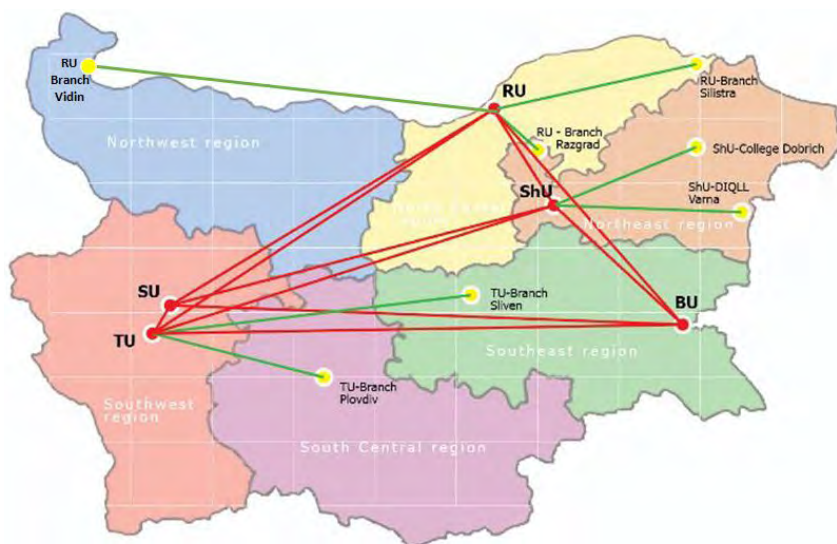 RU
Branch
Vidin
RU
RU-Branch
Silistra
Northwest region
RU - Branch
Razgrad
ShU-College Dobrich
ShU
ShU-DIQLL
Varna
Northeast region
SU
TU-Branch
Sliven
BU
TU
Southeast region
TU-Branch
Plovdiv
Southwest
region
South Central region